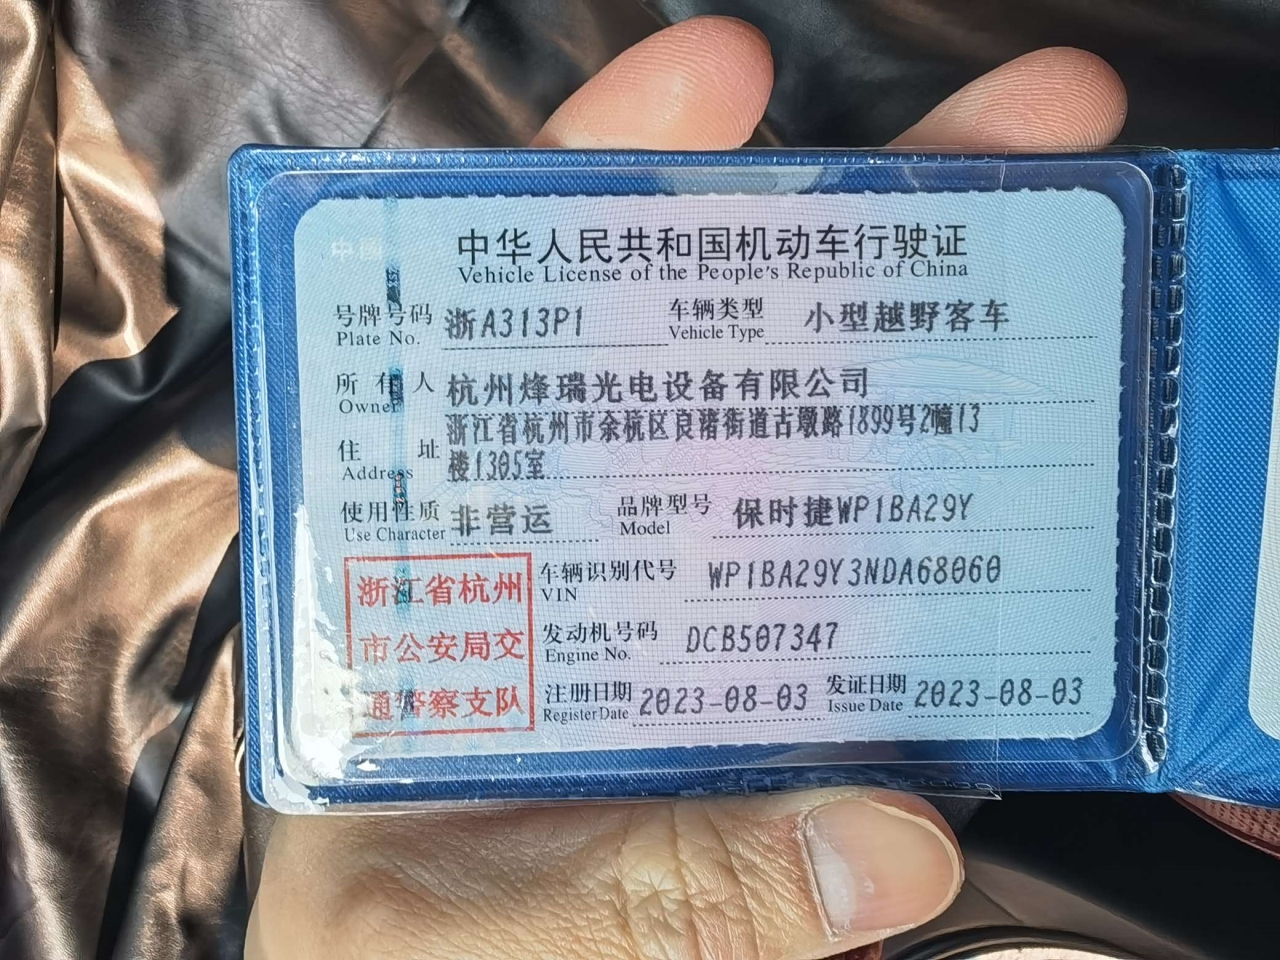 中华人民共和国机动车行驶证
Vehicle License of the People's Republic of China
号牌号码 浙A313P1 车辆类型 小型越野客车
Plate No. Vehicle Type
所有人 杭州烽瑞光电设备有限公司
Owner
住址 浙江省杭州市余杭区良渚街道古墩路1899号2幢13
Address 楼1305室
使用性质 非营运 品牌型号 保时捷WP1BA29Y
Use Character Model
浙江省杭州
市公安局交
通警察支队
车辆识别代号 WP1BA29Y3NDA68060
VIN
发动机号码 DCB507347
Engine No.
注册日期 2023-08-03 发证日期 2023-08-03
Register Date Issue Date